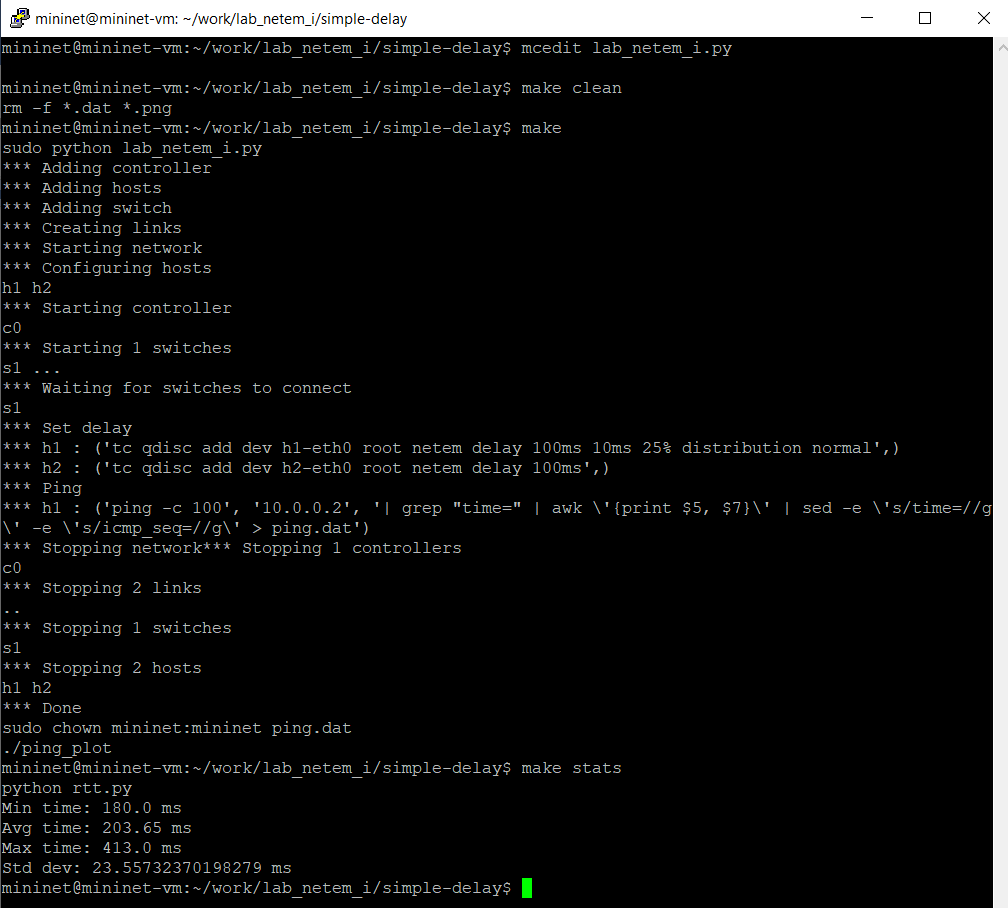 mininet@mininet-vm: ~/work/lab_netem_i/simple-delay
mininet@mininet-vm:~/work/lab_netem_i/simple-delay$ mcedit lab_netem_i.py
mininet@mininet-vm:~/work/lab_netem_i/simple-delay$ make clean
rm -f *.dat *.png
mininet@mininet-vm:~/work/lab_netem_i/simple-delay$ make
sudo python lab_netem_i.py
*** Adding controller
*** Adding hosts
*** Adding switch
*** Creating links
*** Starting network
*** Configuring hosts
h1 h2
*** Starting controller
c0
*** Starting 1 switches
s1 ...
*** Waiting for switches to connect
s1
*** Set delay
*** h1 : ('tc qdisc add dev h1-eth0 root netem delay 100ms 10ms 25% distribution normal',)
*** h2 : ('tc qdisc add dev h2-eth0 root netem delay 100ms',)
*** Ping
*** h1 : ('ping -c 100', '10.0.0.2', '| grep "time=" | awk \'{print $5, $7}\' | sed -e \'s/time=//g
\' -e \'s/icmp_seq=//g\' > ping.dat')
*** Stopping network*** Stopping 1 controllers
c0
*** Stopping 2 links
..
*** Stopping 1 switches
s1
*** Stopping 2 hosts
h1 h2
*** Done
sudo chown mininet:mininet ping.dat
./ping_plot
mininet@mininet-vm:~/work/lab_netem_i/simple-delay$ make stats
python rtt.py
Min time: 180.0 ms
Avg time: 203.65 ms
Max time: 413.0 ms
Std dev: 23.55732370198279 ms
mininet@mininet-vm:~/work/lab_netem_i/simple-delay$